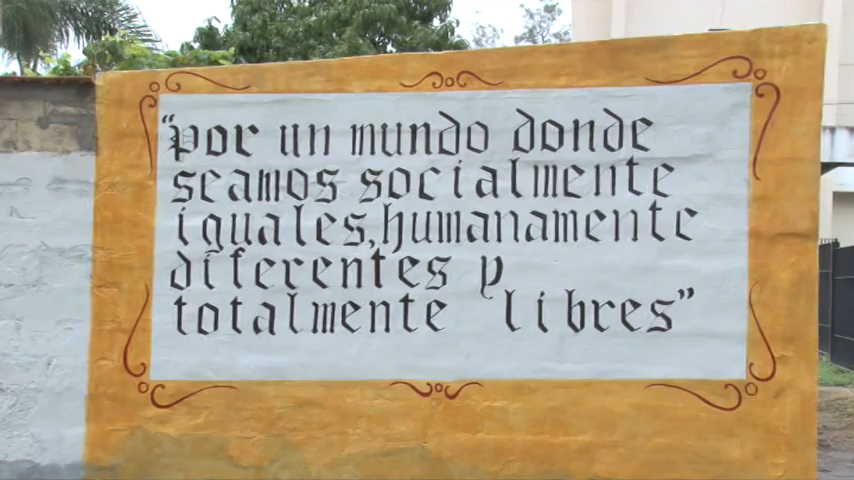 "por un mundo donde
seamos socialmente
iguales, humanamente
diferentes y
totalmente libres"